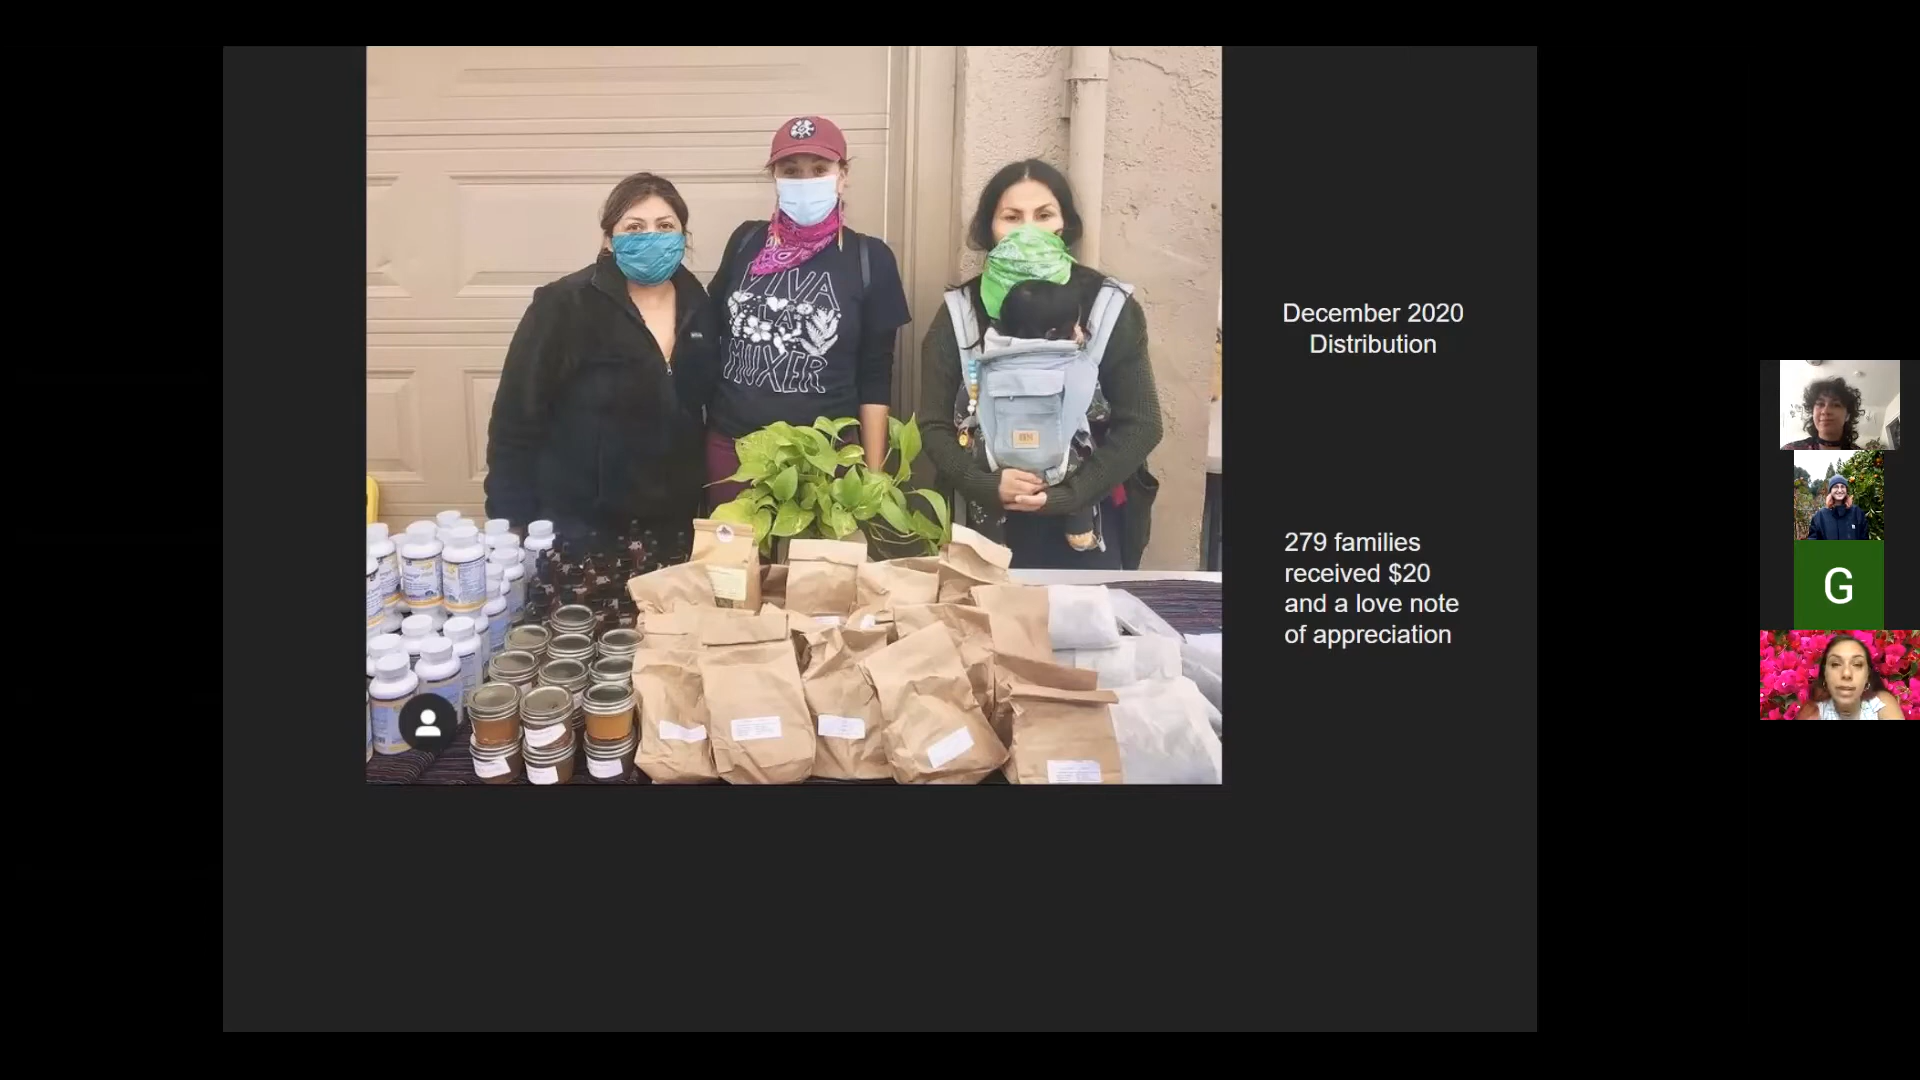 VIVA
LA
MUXER
December 2020
Distribution
279 families
received $20
and a love note
of appreciation
G